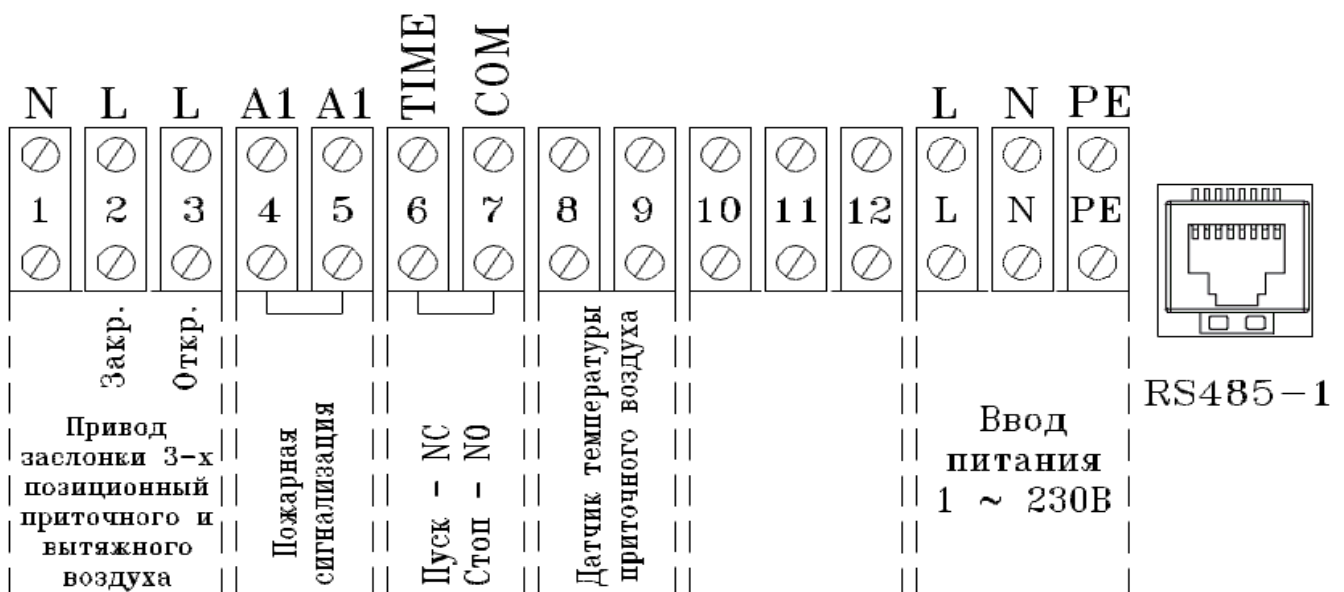 N L L A1 A1 TIME COM L N PE
1 2 3 4 5 6 7 8 9 10 11 12 L N PE
Закр.
Откр.
Привод
заслонки 3-х
позиционный
приточного и
вытяжного
воздуха
Пожарная
сигнализация
Пуск - NC
Стоп - NO
Датчик температуры
приточного воздуха
Ввод
питания
1 ~ 230В
RS485-1